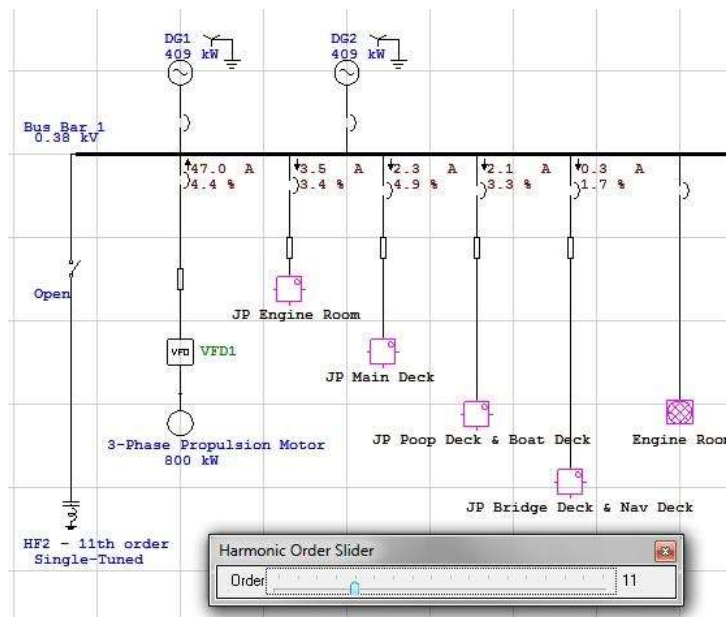 DG1
409 kW
DG2
409 kW
Bus Bar 1
0.38 kV
47.0 A
4.4 %
3.5 A
3.4 %
2.3 A
4.9 %
2.1 A
3.3 %
0.3 A
1.7 %
Open
JP Engine Room
VFD
VFD1
JP Main Deck
JP Poop Deck & Boat Deck
Engine Room
3-Phase Propulsion Motor
800 kW
JP Bridge Deck & Nav Deck
HF2 - 11th order
Single-Tuned
Harmonic Order Slider
Order
11